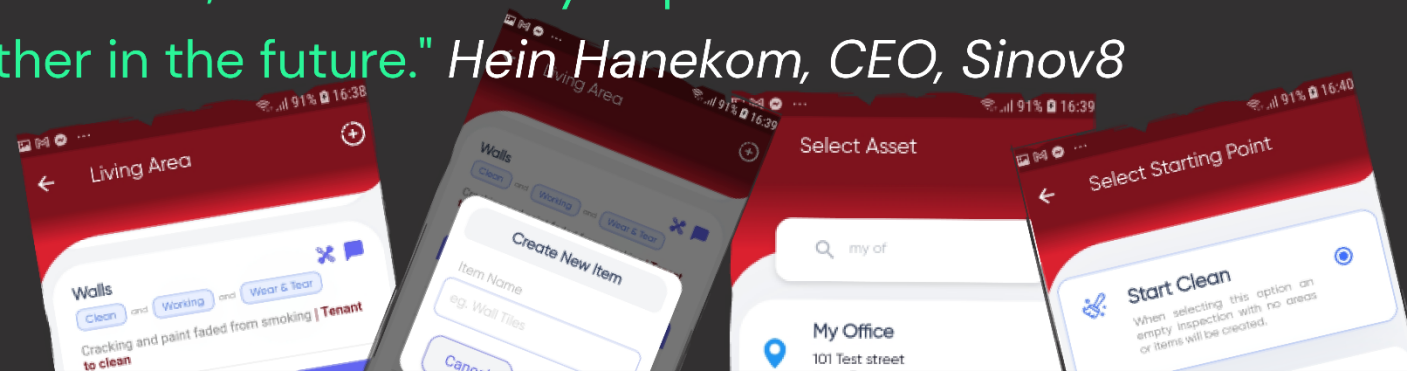 ther in the future." Hein Hanekom, CEO, Sinov8
91% 16:38
Living Area
Walls
Clean and Working and Wear & Tear
Cracking and paint faded from smoking | Tenant
to clean
91% 16:39
Living Area
Walls
Clean and Working and Wear & Tear
Create New Item
Item Name
eg. Wall Tiles
91% 16:39
Select Asset
my of
My Office
101 Test street
91% 16:40
Select Starting Point
Start Clean
When selecting this option an
empty inspection with no areas
or items will be created.